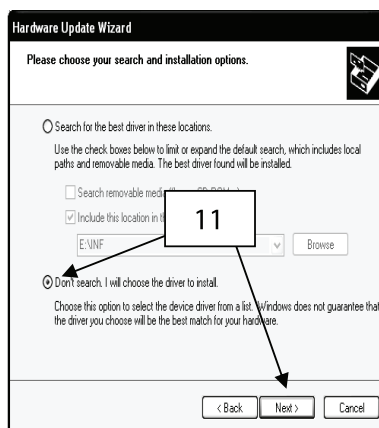 Hardware Update Wizard
Please choose your search and installation options.
Search for the best driver in these locations.
Use the check boxes below to limit or expand the default search, which includes local
paths and removable media. The best driver found will be installed.
Search removable
Include this location in
11
E:\INF
Browse
Don't search. I will choose the driver to install.
Choose this option to select the device driver from a list. Windows does not guarantee that
the driver you choose will be the best match for your hardware.
< Back
Next >
Cancel